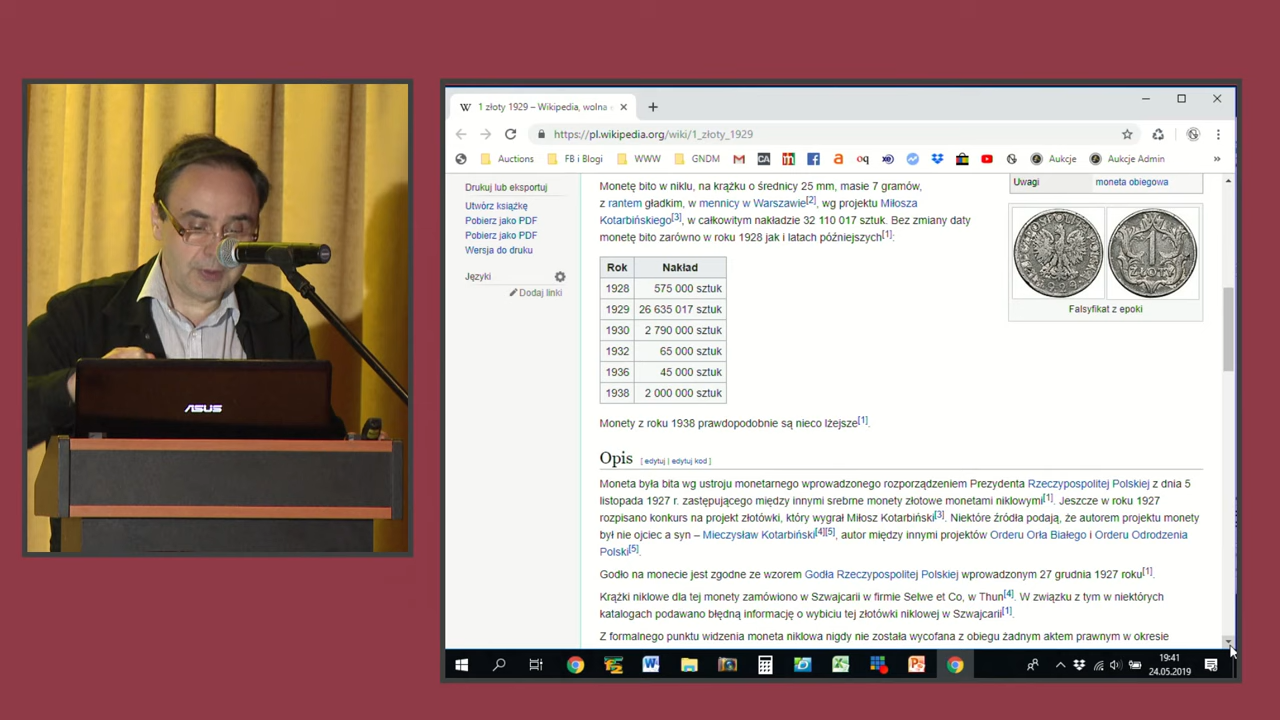 ASUS
1 złoty 1929 – Wikipedia, wolna
https://pl.wikipedia.org/wiki/1_złoty_1929
Auctions
FB i Blogi
WWW
GNDM
Aukcje
Aukcje Admin
»
Drukuj lub eksportuj
Utwórz książkę
Pobierz jako PDF
Pobierz jako PDF
Wersja do druku
Języki
Dodaj linki
Monetę bito w niklu, na krążku o średnicy 25 mm, masie 7 gramów,
z rantem gładkim, w mennicy w Warszawie[2], wg projektu Miłosza
Kotarbińskiego[3], w całkowitym nakładzie 32 110 017 sztuk. Bez zmiany daty
monetę bito zarówno w roku 1928 jak i latach późniejszych[1]:
Rok Nakład
1928 575 000 sztuk
1929 26 635 017 sztuk
1930 2 790 000 sztuk
1932 65 000 sztuk
1936 45 000 sztuk
1938 2 000 000 sztuk
Uwagi moneta obiegowa
1
ZŁOTY
Falsyfikat z epoki
Monety z roku 1938 prawdopodobnie są nieco lżejsze[1].
Opis [ edytuj | edytuj kod ]
Moneta była bita wg ustroju monetarnego wprowadzonego rozporządzeniem Prezydenta Rzeczypospolitej Polskiej z dnia 5
listopada 1927 r. zastępującego między innymi srebrne monety złotowe monetami niklowymi[1]. Jeszcze w roku 1927
rozpisano konkurs na projekt złotówki, który wygrał Miłosz Kotarbiński[3]. Niektóre źródła podają, że autorem projektu monety
był nie ojciec a syn – Mieczysław Kotarbiński[4][5], autor między innymi projektów Orderu Orła Białego i Orderu Odrodzenia
Polski[5].
Godło na monecie jest zgodne ze wzorem Godła Rzeczypospolitej Polskiej wprowadzonym 27 grudnia 1927 roku[1].
Krążki niklowe dla tej monety zamówiono w Szwajcarii w firmie Selwe et Co, w Thun[4]. W związku z tym w niektórych
katalogach podawano błędną informację o wybiciu tej złotówki niklowej w Szwajcarii[1].
Z formalnego punktu widzenia moneta niklowa nigdy nie została wycofana z obiegu żadnym aktem prawnym w okresie
19:41
24.05.2019